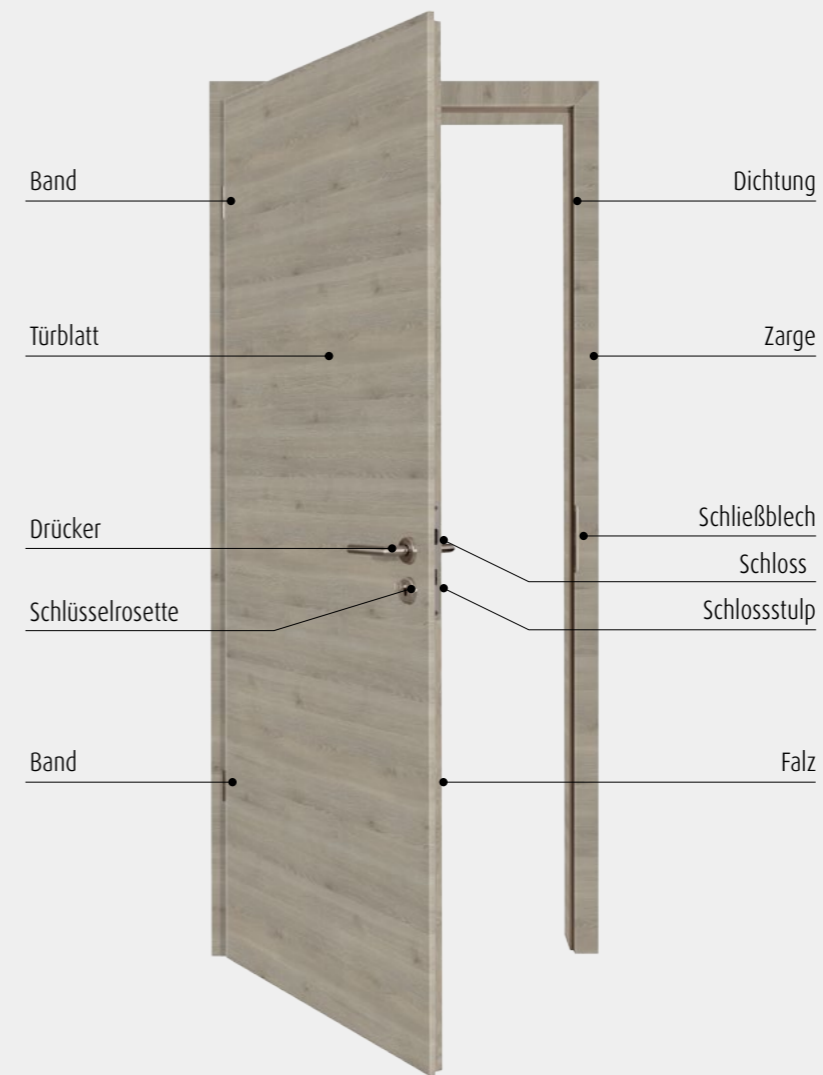 Band
Türblatt
Drücker
Schlüsselrosette
Band
Dichtung
Zarge
Schließblech
Schloss
Schlossstulp
Falz